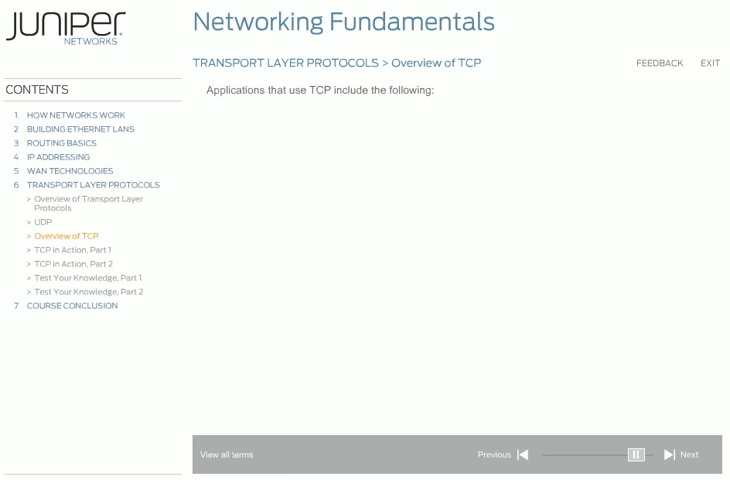 JUNIPER
NETWORKS
Networking Fundamentals
TRANSPORT LAYER PROTOCOLS > Overview of TCP
FEEDBACK EXIT
CONTENTS
Applications that use TCP include the following:
1 HOW NETWORKS WORK
2 BUILDING ETHERNET LANS
3 ROUTING BASICS
4 IP ADDRESSING
5 WAN TECHNOLOGIES
6 TRANSPORT LAYER PROTOCOLS
> Overview of Transport Layer
Protocols
> UDP
> Overview of TCP
> TCP in Action, Part 1
> TCP in Action, Part 2
> Test Your Knowledge, Part 1
> Test Your Knowledge, Part 2
7 COURSE CONCLUSION
View all terms
Previous
Next